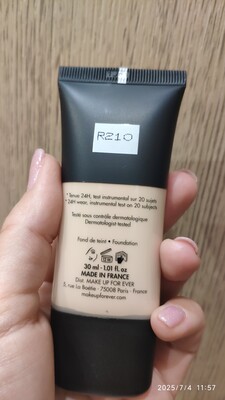 R210
* Tenue 24H, test instrumental sur 20 sujets
* 24H wear, instrumental test on 20 subjects
Testé sous contrôle dermatologique
Dermatologist-tested
Fond de teint • Foundation
30 ml - 1.01 fl. oz
MADE IN FRANCE
Dist. MAKE UP FOR EVER
5, rue La Boétie - 75008 Paris - France
makeupforever.com
2025/7/4 11:57